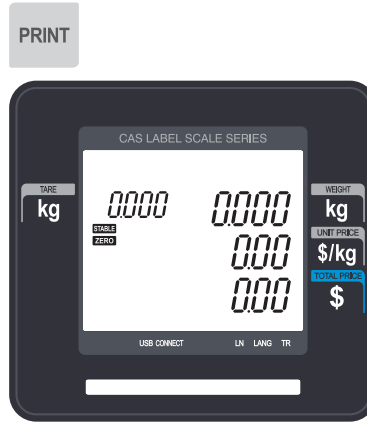 PRINT
CAS LABEL SCALE SERIES
TARE
kg
0.000
STABLE
ZERO
0.000
0.00
0.00
WEIGHT
kg
UNIT PRICE
$/kg
TOTAL PRICE
$
USB CONNECT LN LANG TR